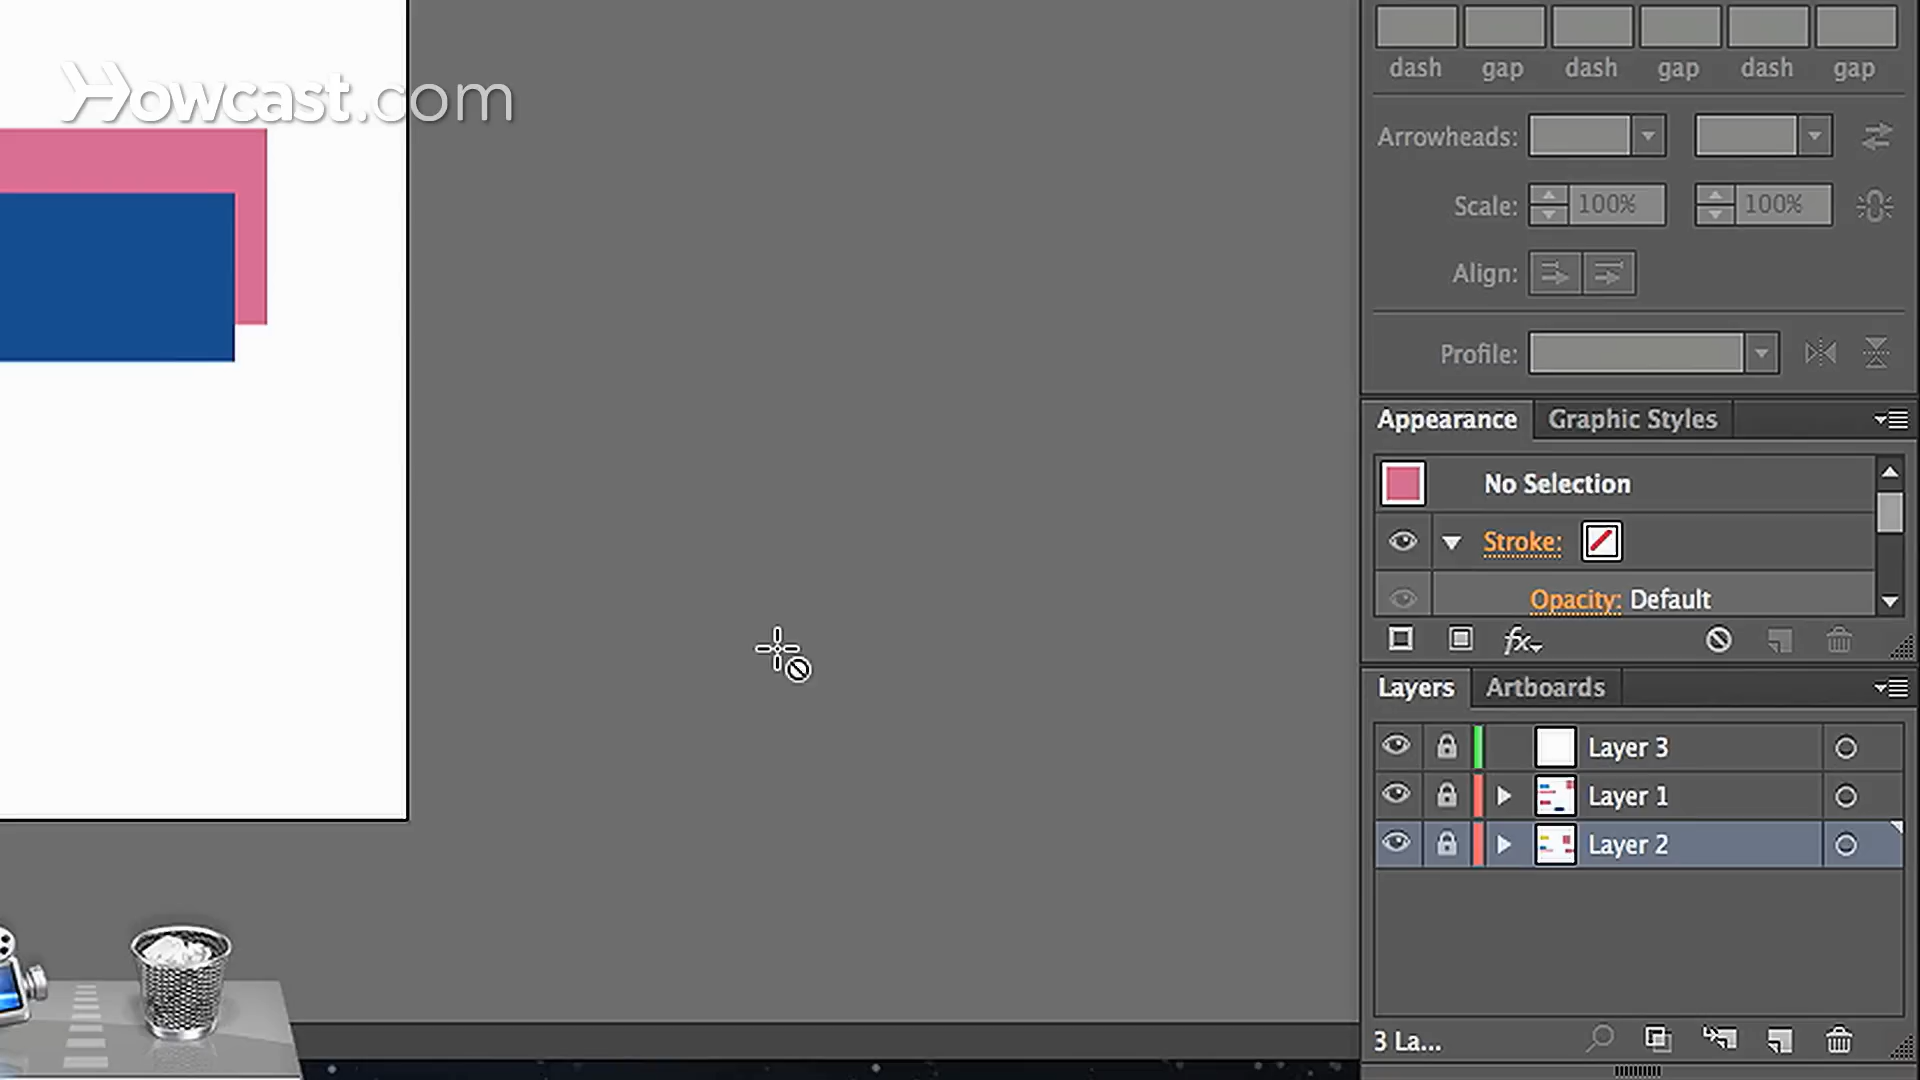 Howcast.com
dash gap dash gap dash gap
Arrowheads:
Scale: 100% 100%
Align:
Profile:
Appearance Graphic Styles
No Selection
Stroke:
Opacity: Default
fx
Layers Artboards
Layer 3
Layer 1
Layer 2
3 La...